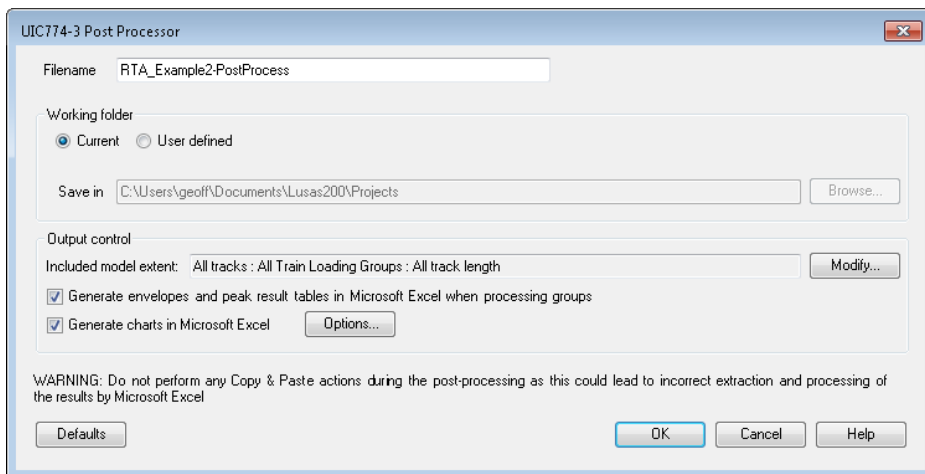 UIC774-3 Post Processor
Filename RTA_Example2-PostProcess
Working folder
Current User defined
Save in C:\Users\geoff\Documents\Lusas200\Projects Browse...
Output control
Included model extent: All tracks : All Train Loading Groups : All track length Modify...
Generate envelopes and peak result tables in Microsoft Excel when processing groups
Generate charts in Microsoft Excel Options...
WARNING: Do not perform any Copy & Paste actions during the post-processing as this could lead to incorrect extraction and processing of
the results by Microsoft Excel
Defaults OK Cancel Help